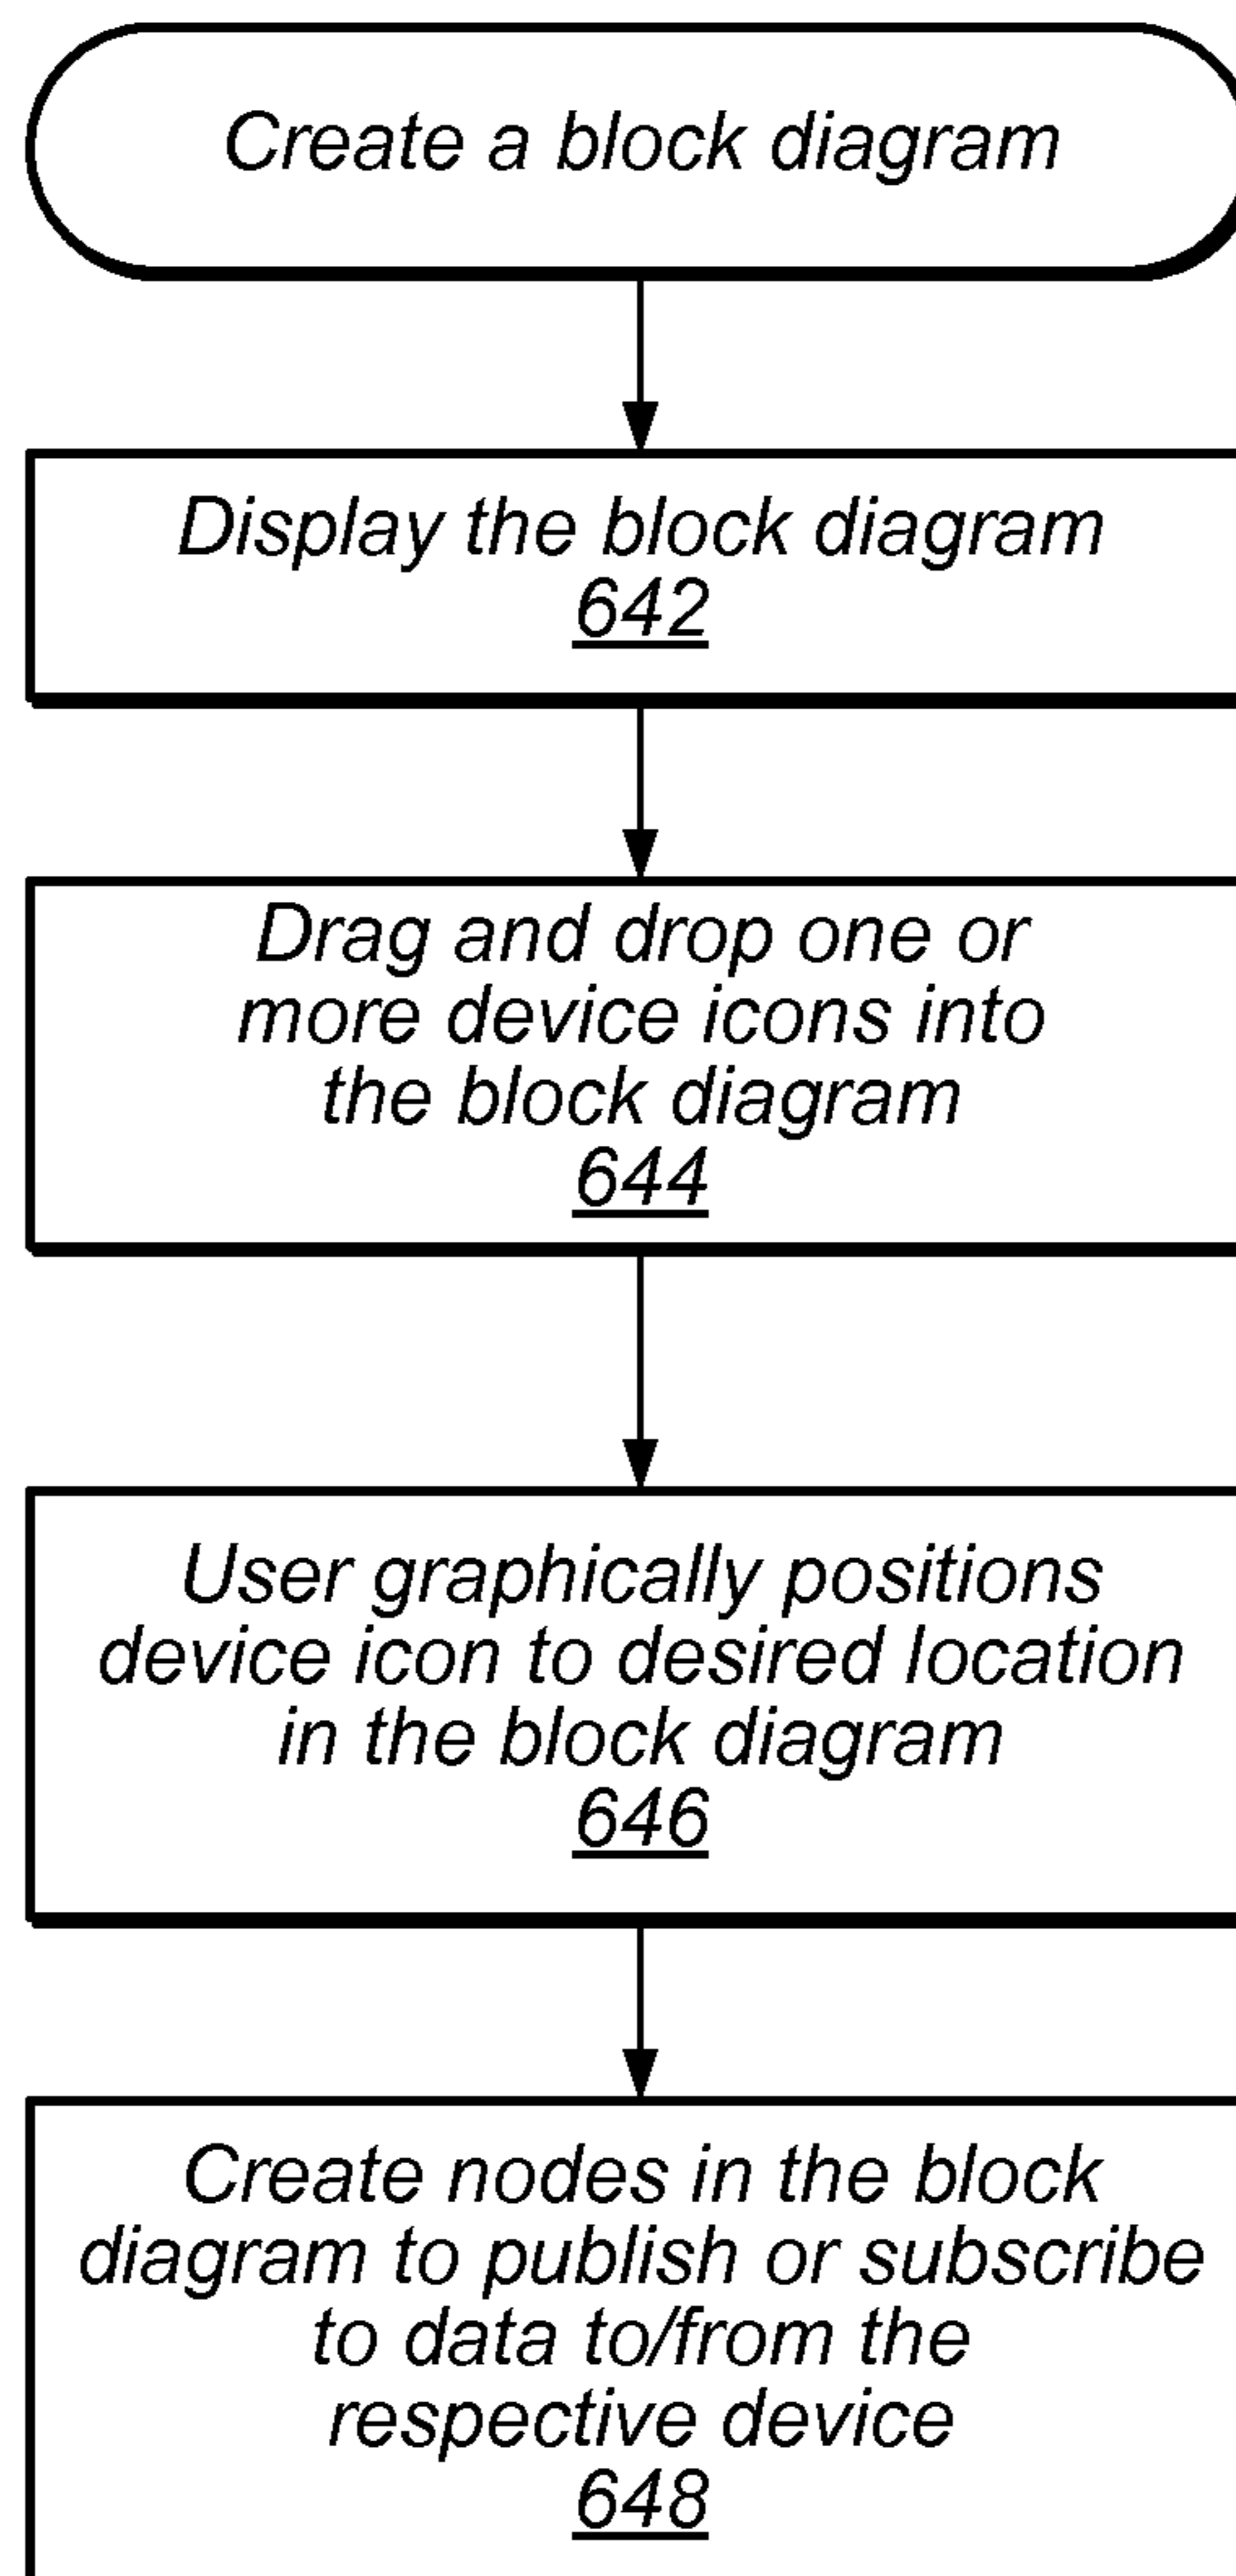 Create a block diagram
Display the block diagram
642
Drag and drop one or
more device icons into
the block diagram
644
User graphically positions
device icon to desired location
in the block diagram
646
Create nodes in the block
diagram to publish or subscribe
to data to/from the
respective device
648